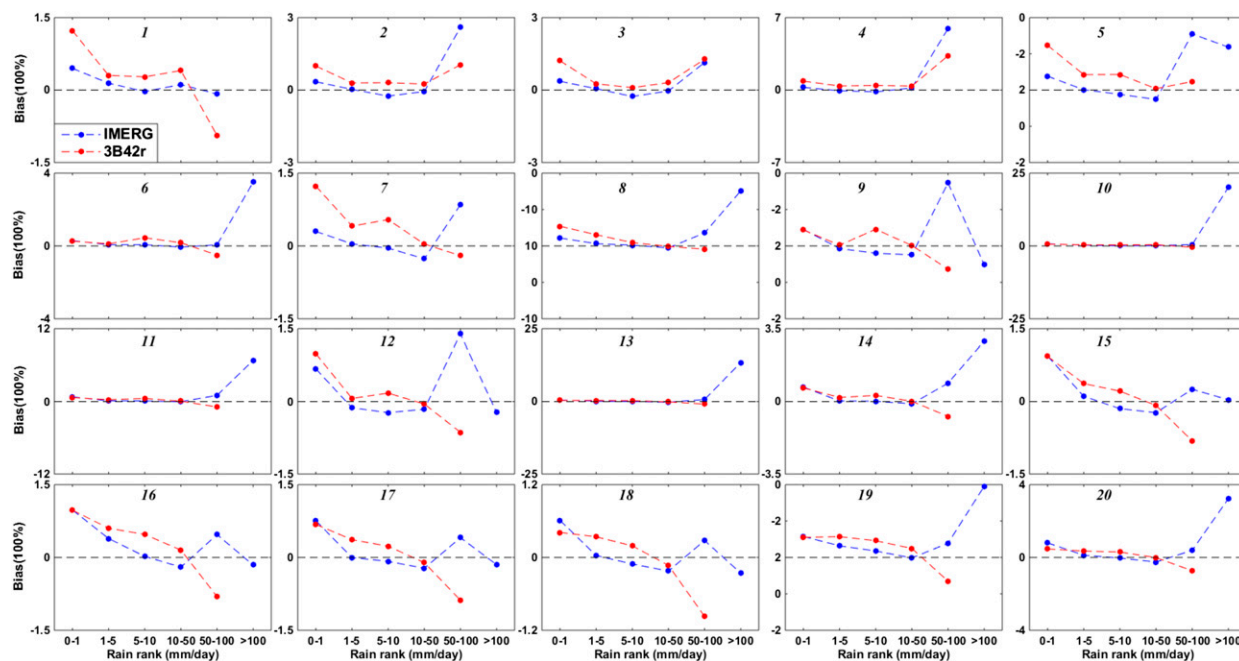 1.5 3 3 7 0
1 2 3 4 5
-2
Bias(100%) 0 0 0 0 2
IMERG
3B42r
0
-1.5 -3 -3 -7 -2
4 1.5 0 0 25
6 7 8 9 10
-10 -2
Bias(100%) 0 0 10 2 0
0 0
-4 -1.5 -10 -2 -25
12 1.5 25 3.5 1.5
11 12 13 14 15
Bias(100%) 0 0 0 0 0
-12 -1.5 -25 -3.5 -1.5
1.5 1.5 1.2 0 4
16 17 18 19 20
-2
Bias(100%) 0 0 0 2 0
0
-1.5 -1.5 -1.2 -2 -4
0-1 1-5 5-10 10-50 50-100 >100 0-1 1-5 5-10 10-50 50-100 >100 0-1 1-5 5-10 10-50 50-100 >100 0-1 1-5 5-10 10-50 50-100 >100 0-1 1-5 5-10 10-50 50-100 >100
Rain rank (mm/day) Rain rank (mm/day) Rain rank (mm/day) Rain rank (mm/day) Rain rank (mm/day)